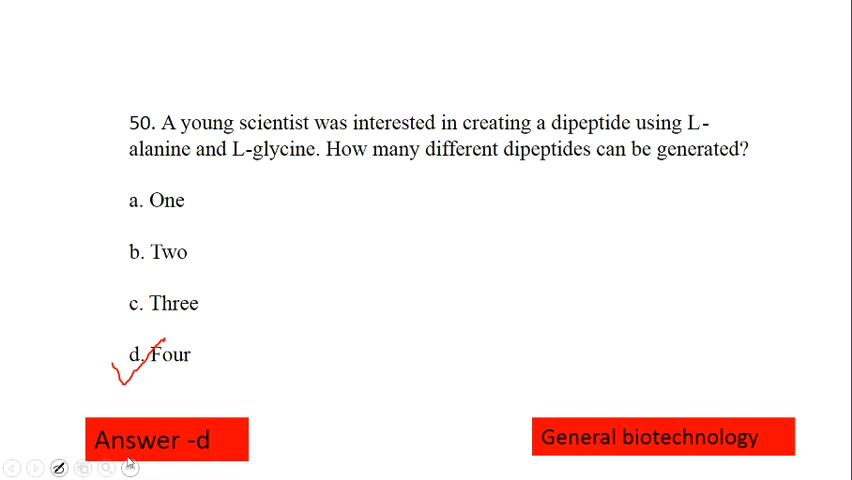 50. A young scientist was interested in creating a dipeptide using L-
alanine and L-glycine. How many different dipeptides can be generated?
a. One
b. Two
c. Three
d. Four
Answer -d
General biotechnology